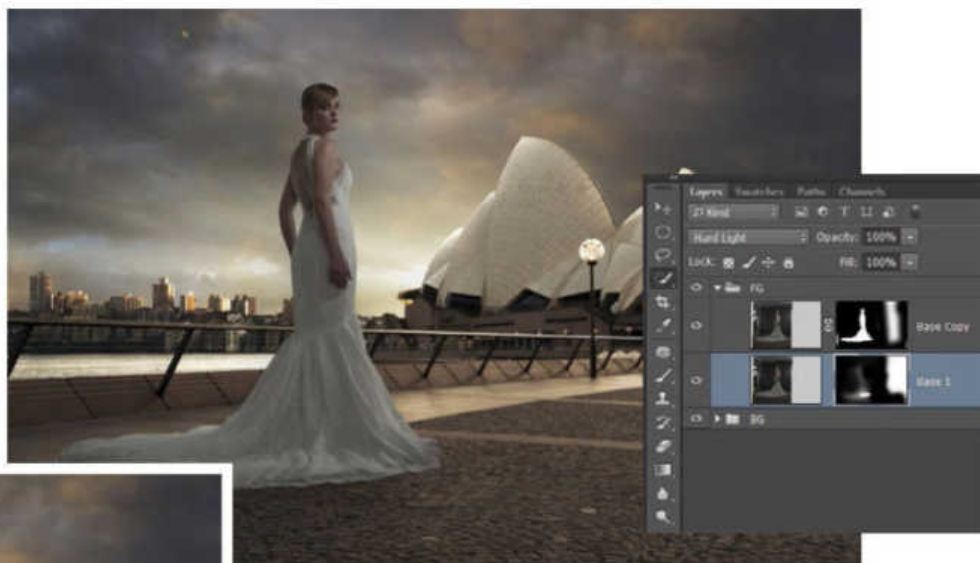 Layers Swatches Paths Channels
Kind
Hard Light Opacity: 100%
Lock: Fill: 100%
FG
Base Copy
Base 1
BG